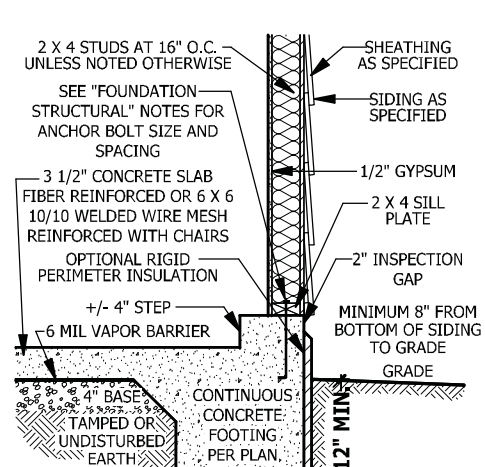 2 X 4 STUDS AT 16" O.C.
UNLESS NOTED OTHERWISE
SEE "FOUNDATION
STRUCTURAL" NOTES FOR
ANCHOR BOLT SIZE AND
SPACING
3 1/2" CONCRETE SLAB
FIBER REINFORCED OR 6 X 6
10/10 WELDED WIRE MESH
REINFORCED WITH CHAIRS
OPTIONAL RIGID
PERIMETER INSULATION
+/- 4" STEP
6 MIL VAPOR BARRIER
4" BASE
TAMPED OR
UNDISTURBED
EARTH
CONTINUOUS
CONCRETE
FOOTING
PER PLAN,
SHEATHING
AS SPECIFIED
SIDING AS
SPECIFIED
1/2" GYPSUM
2 X 4 SILL
PLATE
2" INSPECTION
GAP
MINIMUM 8" FROM
BOTTOM OF SIDING
TO GRADE
GRADE
12" MIN.